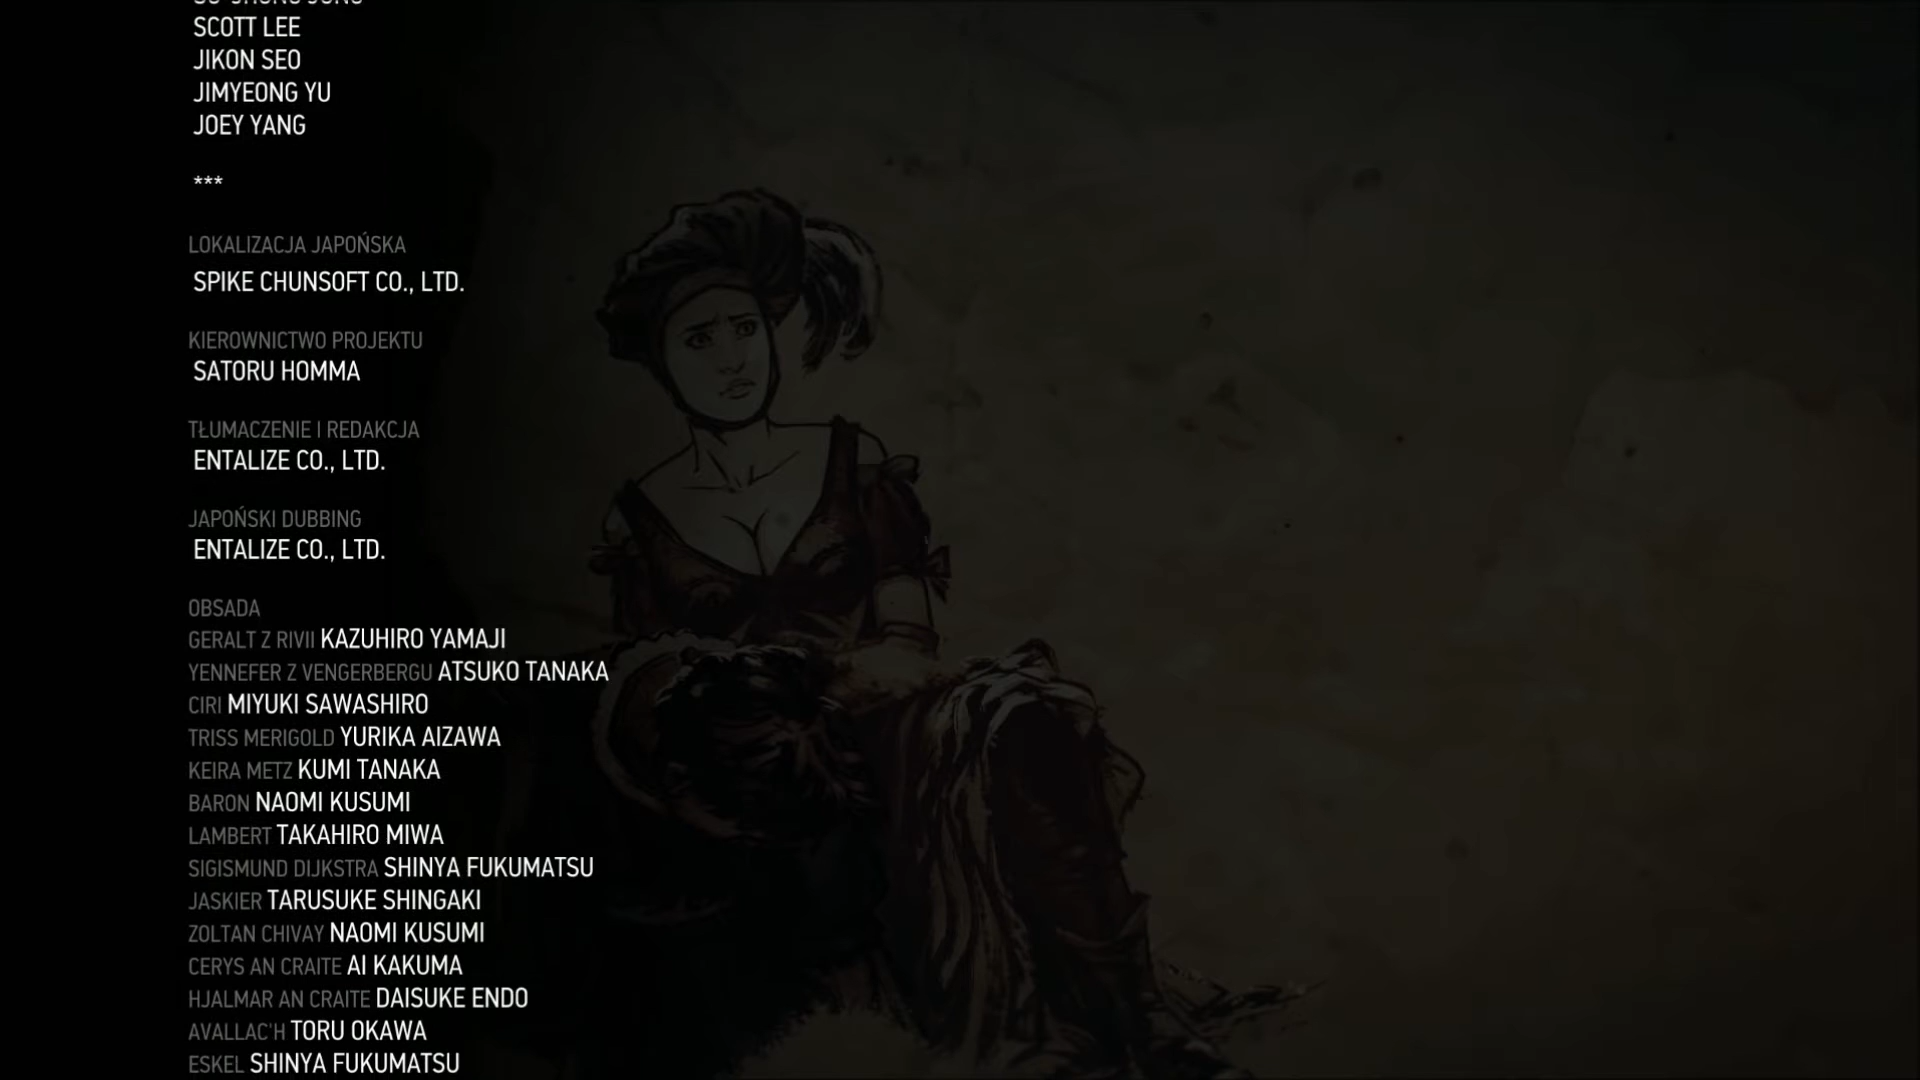 SCOTT LEE
JIKON SEO
JIMYEONG YU
JOEY YANG
***
LOKALIZACJA JAPOŃSKA
SPIKE CHUNSOFT CO., LTD.
KIEROWNICTWO PROJEKTU
SATORU HOMMA
TŁUMACZENIE I REDAKCJA
ENTALIZE CO., LTD.
JAPOŃSKI DUBBING
ENTALIZE CO., LTD.
OBSADA
GERALT Z RIVII KAZUHIRO YAMAJI
YENNEFER Z VENGERBERGU ATSUKO TANAKA
CIRI MIYUKI SAWASHIRO
TRISS MERIGOLD YURIKA AIZAWA
KEIRA METZ KUMI TANAKA
BARON NAOMI KUSUMI
LAMBERT TAKAHIRO MIWA
SIGISMUND DIJKSTRA SHINYA FUKUMATSU
JASKIER TARUSUKE SHINGAKI
ZOLTAN CHIVAY NAOMI KUSUMI
CERYS AN CRAITE AI KAKUMA
HJALMAR AN CRAITE DAISUKE ENDO
AVALLAC'H TORU OKAWA
ESKEL SHINYA FUKUMATSU